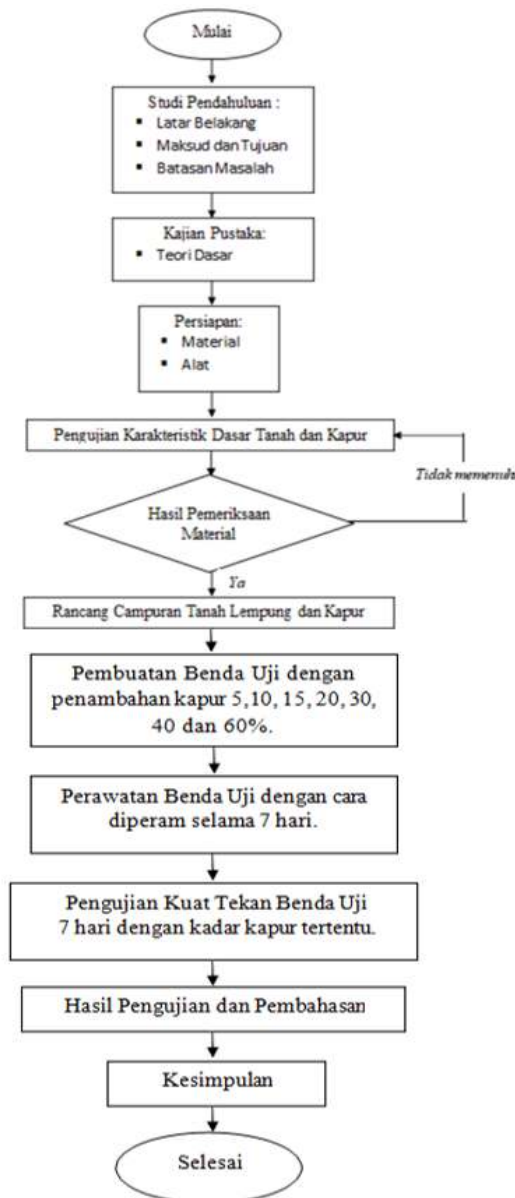 Mulai
Studi Pendahuluan :
▪ Latar Belakang
▪ Maksud dan Tujuan
▪ Batasan Masalah
Kajian Pustaka:
▪ Teori Dasar
Persiapan:
▪ Material
▪ Alat
Pengujian Karakteristik Dasar Tanah dan Kapur
Tidak memenuh
Hasil Pemeriksaan
Material
Ya
Rancang Campuran Tanah Lempung dan Kapur
Pembuatan Benda Uji dengan
penambahan kapur 5,10, 15, 20, 30,
40 dan 60%.
Perawatan Benda Uji dengan cara
diperam selama 7 hari.
Pengujian Kuat Tekan Benda Uji
7 hari dengan kadar kapur tertentu.
Hasil Pengujian dan Pembahasan
Kesimpulan
Selesai